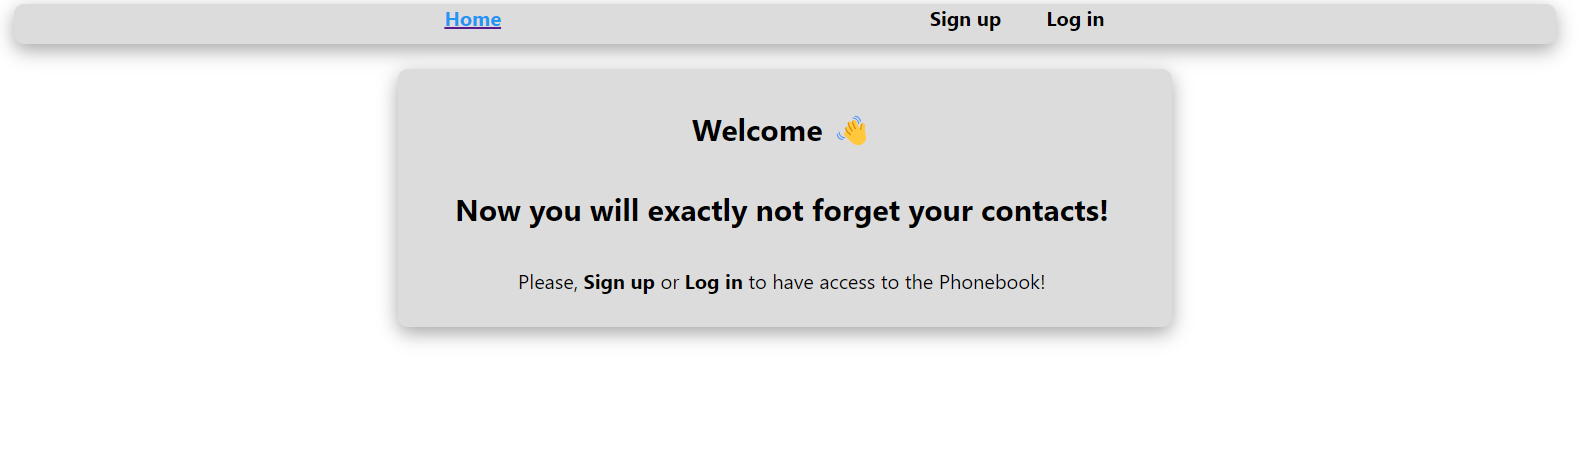 Home Sign up Log in
Welcome 👋
Now you will exactly not forget your contacts!
Please, Sign up or Log in to have access to the Phonebook!